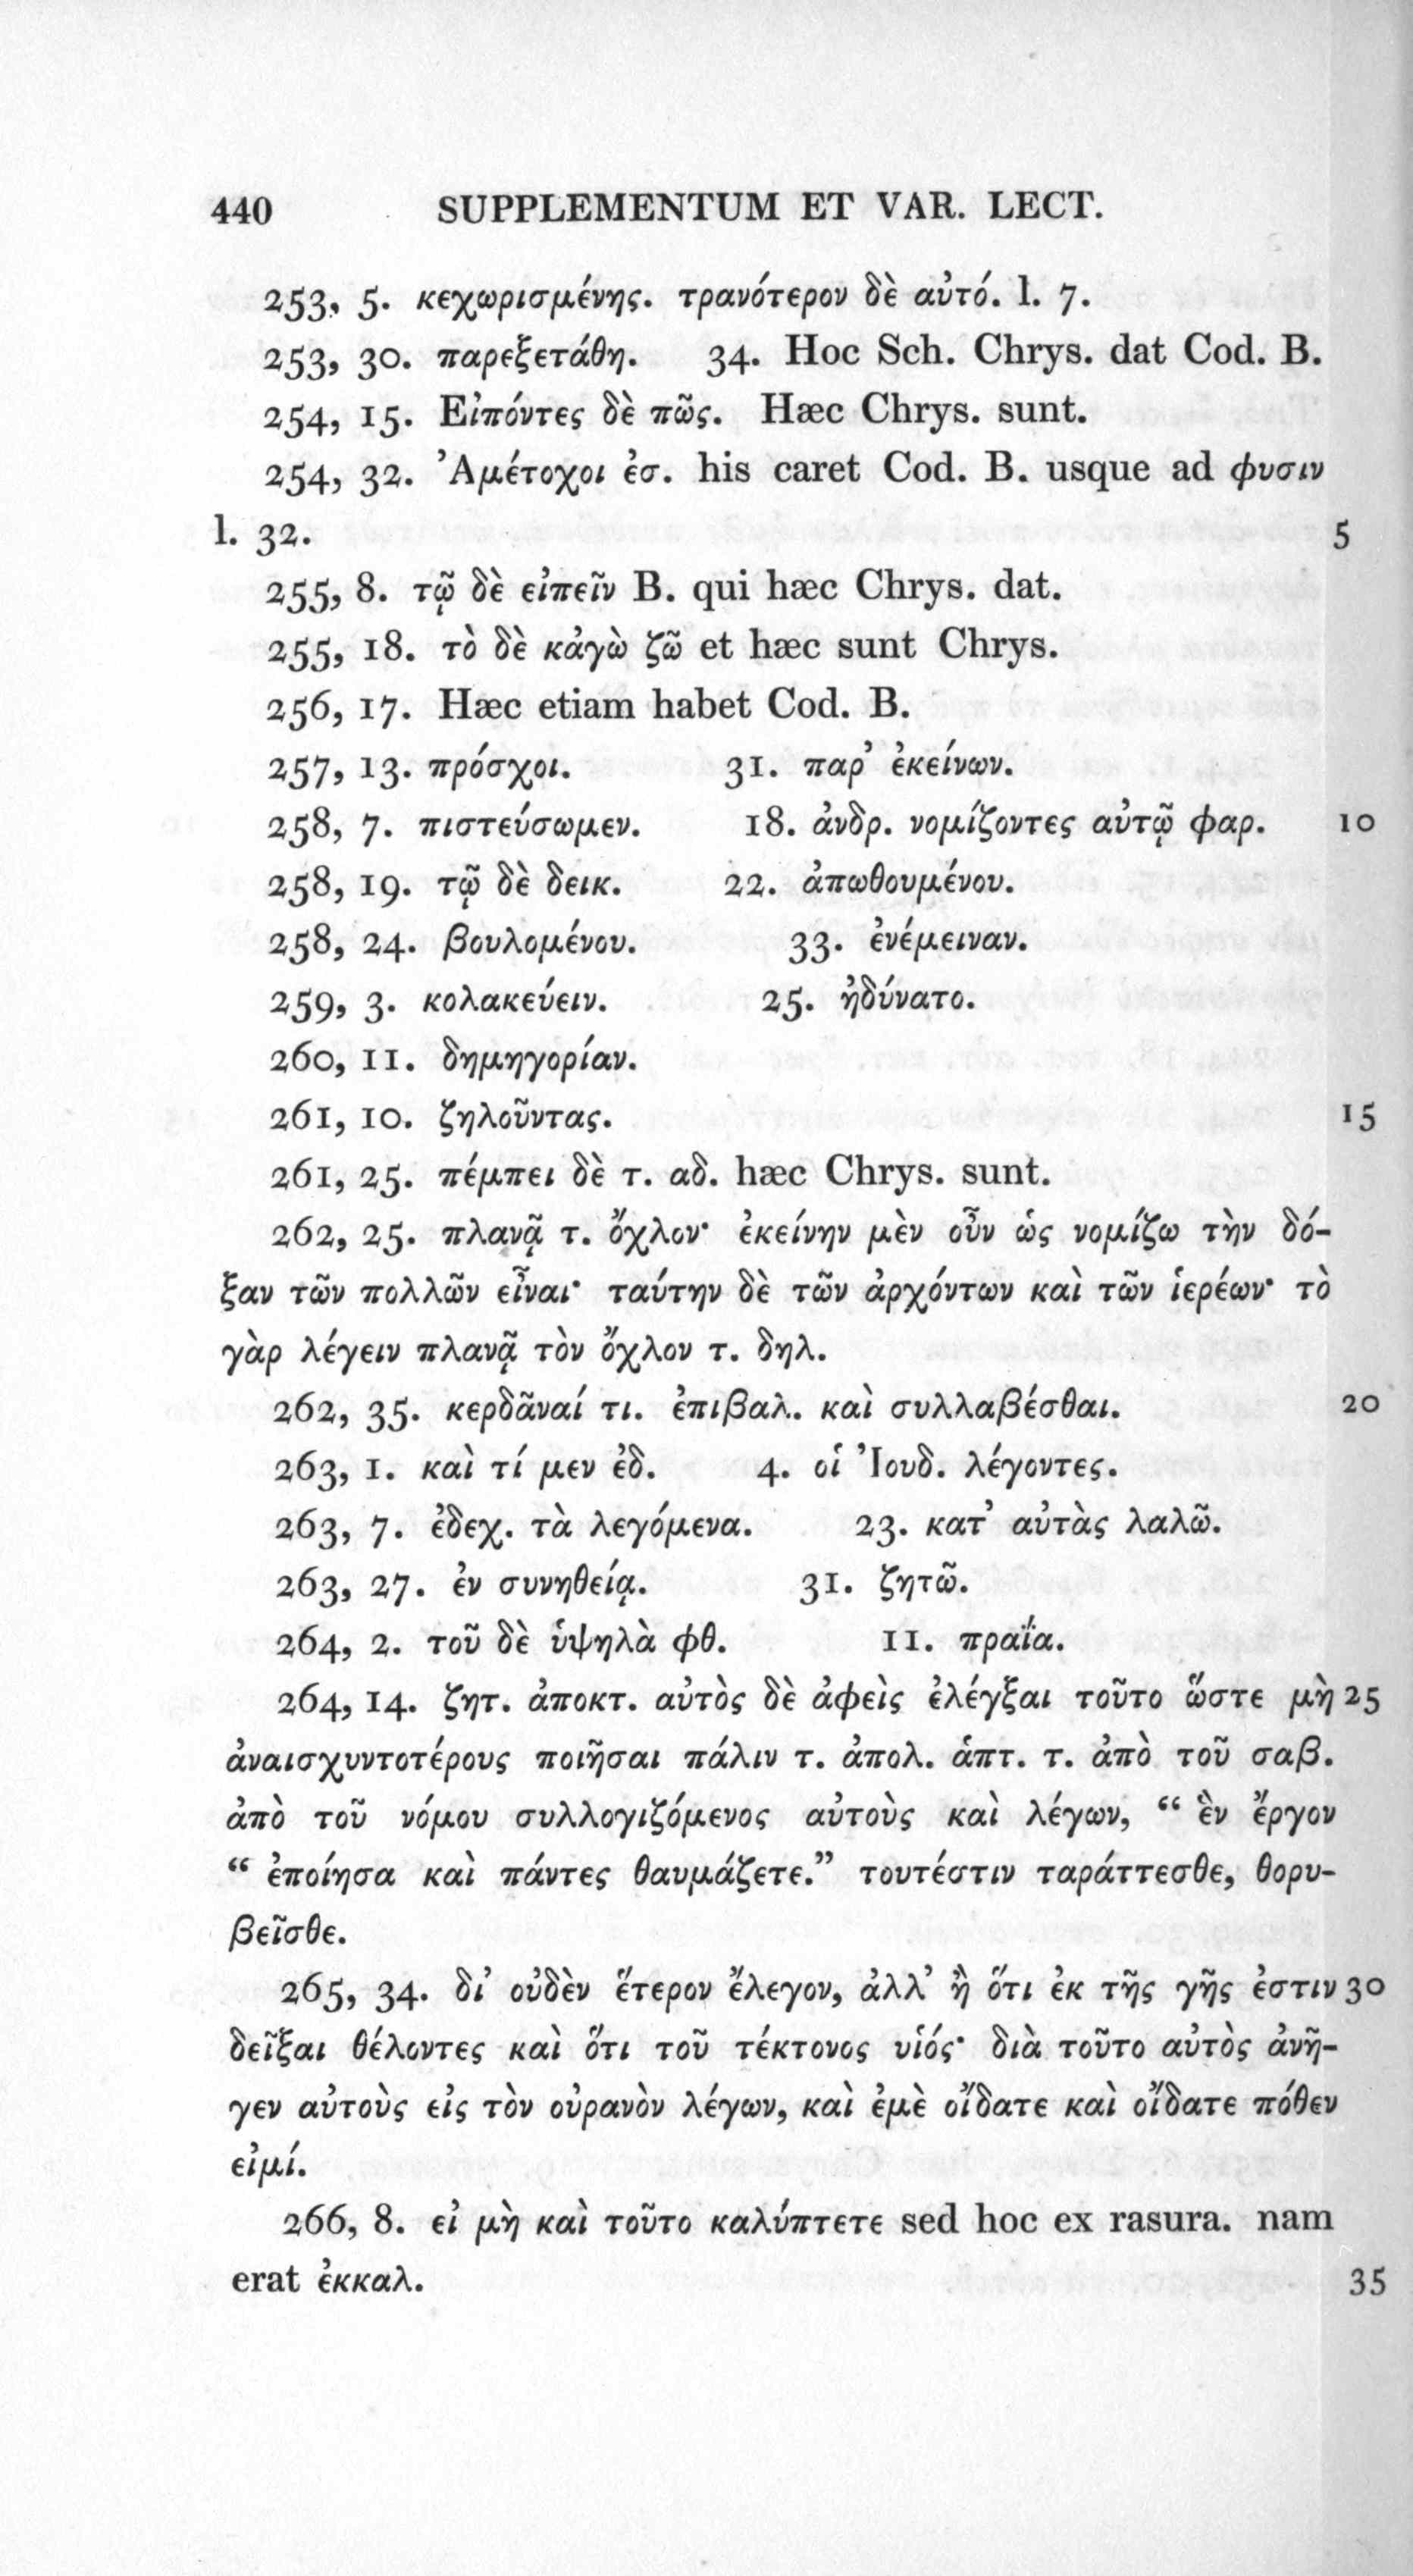 440 SUPPLEMENTUM ET VAR. LECT.
253, 5. κεχωρισμένης. τρανότερον δὲ αὐτό. l. 7.
253, 30. παρεξετάθη. 34. Hoc Sch. Chrys. dat Cod. B.
254, 15. Εἰπόντες δὲ πῶς. Hæc Chrys. sunt.
254, 32. Ἀμέτοχοι ἐσ. his caret Cod. B. usque ad φυσιν
l. 32. 5
255, 8. τῷ δὲ εἰπεῖν B. qui hæc Chrys. dat.
255, 18. τὸ δὲ κἀγὼ ζῶ et hæc sunt Chrys.
256, 17. Hæc etiam habet Cod. B.
257, 13. πρόσχοι. 31. παρ’ ἐκείνων.
258, 7. πιστεύσωμεν. 18. ἀνδρ. νομίζοντες αὐτῷ φαρ. 10
258, 19. τῷ δὲ δεικ. 22. ἀπωθουμένου.
258, 24. βουλομένου. 33. ἐνέμειναν.
259, 3. κολακεύειν. 25. ἠδύνατο.
260, 11. δημηγορίαν.
261, 10. ζηλοῦντας. 15
261, 25. πέμπει δὲ τ. αδ. hæc Chrys. sunt.
262, 25. πλανᾷ τ. ὄχλον· ἐκείνην μὲν οὖν ὡς νομίζω τὴν δό-
ξαν τῶν πολλῶν εἶναι· ταύτην δὲ τῶν ἀρχόντων καὶ τῶν ἱερέων· τὸ
γὰρ λέγειν πλανᾷ τὸν ὄχλον τ. δηλ.
262, 35. κερδᾶναί τι. ἐπιβαλ. καὶ συλλαβέσθαι. 20
263, 1. καὶ τί μεν ἐδ. 4. οἱ Ἰουδ. λέγοντες.
263, 7. ἐδεχ. τὰ λεγόμενα. 23. κατ’ αὐτὰς λαλῶ.
263, 27. ἐν συνηθείᾳ. 31. ζητῶ.
264, 2. τοῦ δὲ ὑψηλὰ φθ. 11. πραΐα.
264, 14. ζητ. ἀποκτ. αὐτὸς δὲ ἀφεὶς ἐλέγξαι τοῦτο ὥστε μὴ 25
ἀναισχυντοτέρους ποιῆσαι πάλιν τ. ἀπολ. ἁπτ. τ. ἀπὸ τοῦ σαβ.
ἀπὸ τοῦ νόμου συλλογιζόμενος αὐτοὺς καὶ λέγων, “ ἓν ἔργον
“ ἐποίησα καὶ πάντες θαυμάζετε.” τουτέστιν ταράττεσθε, θορυ-
βεῖσθε.
265, 34. δι’ οὐδὲν ἕτερον ἔλεγον, ἀλλ’ ἢ ὅτι ἐκ τῆς γῆς ἐστιν 30
δεῖξαι θέλοντες καὶ ὅτι τοῦ τέκτονος υἱός· διὰ τοῦτο αὐτὸς ἀνῆ-
γεν αὐτοὺς εἰς τὸν οὐρανὸν λέγων, καὶ ἐμὲ οἴδατε καὶ οἴδατε πόθεν
εἰμί.
266, 8. εἰ μὴ καὶ τοῦτο καλύπτετε sed hoc ex rasura. nam
erat ἐκκαλ. 35